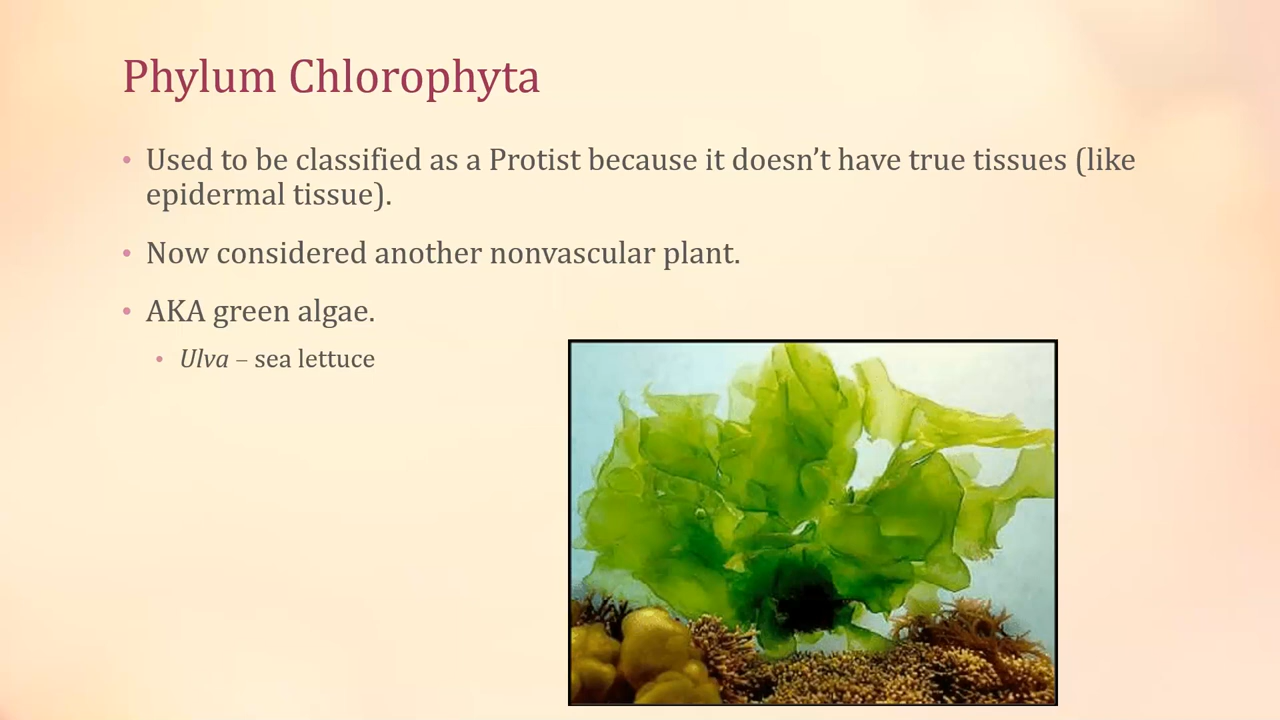 Phylum Chlorophyta
• Used to be classified as a Protist because it doesn’t have true tissues (like
epidermal tissue).
• Now considered another nonvascular plant.
• AKA green algae.
• Ulva – sea lettuce